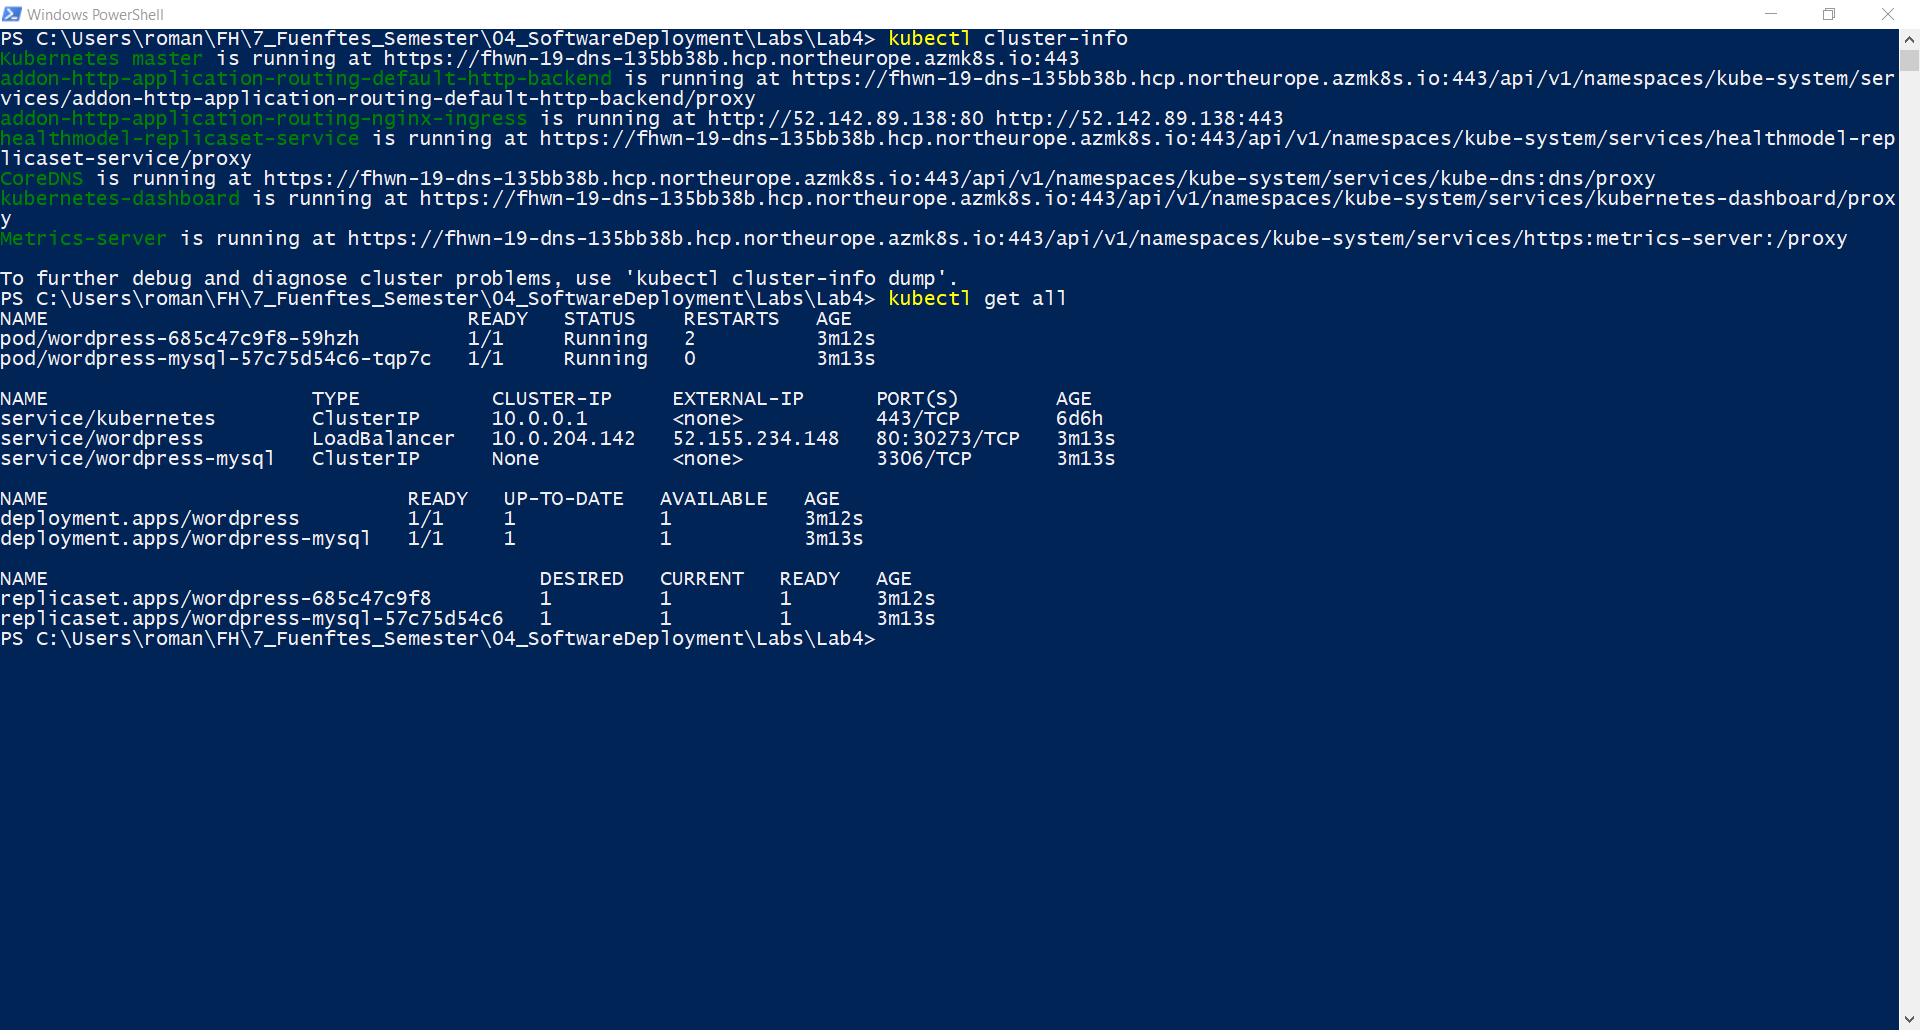 Windows PowerShell
PS C:\Users\roman\FH\7_Fuenftes_Semester\04_SoftwareDeployment\Labs\Lab4> kubectl cluster-info
Kubernetes master is running at https://fhwn-19-dns-135bb38b.hcp.northeurope.azmk8s.io:443
addon-http-application-routing-default-http-backend is running at https://fhwn-19-dns-135bb38b.hcp.northeurope.azmk8s.io:443/api/v1/namespaces/kube-system/ser
vices/addon-http-application-routing-default-http-backend/proxy
addon-http-application-routing-nginx-ingress is running at http://52.142.89.138:80 http://52.142.89.138:443
healthmodel-replicaset-service is running at https://fhwn-19-dns-135bb38b.hcp.northeurope.azmk8s.io:443/api/v1/namespaces/kube-system/services/healthmodel-rep
licaset-service/proxy
CoreDNS is running at https://fhwn-19-dns-135bb38b.hcp.northeurope.azmk8s.io:443/api/v1/namespaces/kube-system/services/kube-dns:dns/proxy
kubernetes-dashboard is running at https://fhwn-19-dns-135bb38b.hcp.northeurope.azmk8s.io:443/api/v1/namespaces/kube-system/services/kubernetes-dashboard/prox
y
Metrics-server is running at https://fhwn-19-dns-135bb38b.hcp.northeurope.azmk8s.io:443/api/v1/namespaces/kube-system/services/https:metrics-server:/proxy
To further debug and diagnose cluster problems, use 'kubectl cluster-info dump'.
PS C:\Users\roman\FH\7_Fuenftes_Semester\04_SoftwareDeployment\Labs\Lab4> kubectl get all
NAME READY STATUS RESTARTS AGE
pod/wordpress-685c47c9f8-59hzh 1/1 Running 2 3m12s
pod/wordpress-mysql-57c75d54c6-tqp7c 1/1 Running 0 3m13s
NAME TYPE CLUSTER-IP EXTERNAL-IP PORT(S) AGE
service/kubernetes ClusterIP 10.0.0.1 <none> 443/TCP 6d6h
service/wordpress LoadBalancer 10.0.204.142 52.155.234.148 80:30273/TCP 3m13s
service/wordpress-mysql ClusterIP None <none> 3306/TCP 3m13s
NAME READY UP-TO-DATE AVAILABLE AGE
deployment.apps/wordpress 1/1 1 1 3m12s
deployment.apps/wordpress-mysql 1/1 1 1 3m13s
NAME DESIRED CURRENT READY AGE
replicaset.apps/wordpress-685c47c9f8 1 1 1 3m12s
replicaset.apps/wordpress-mysql-57c75d54c6 1 1 1 3m13s
PS C:\Users\roman\FH\7_Fuenftes_Semester\04_SoftwareDeployment\Labs\Lab4>